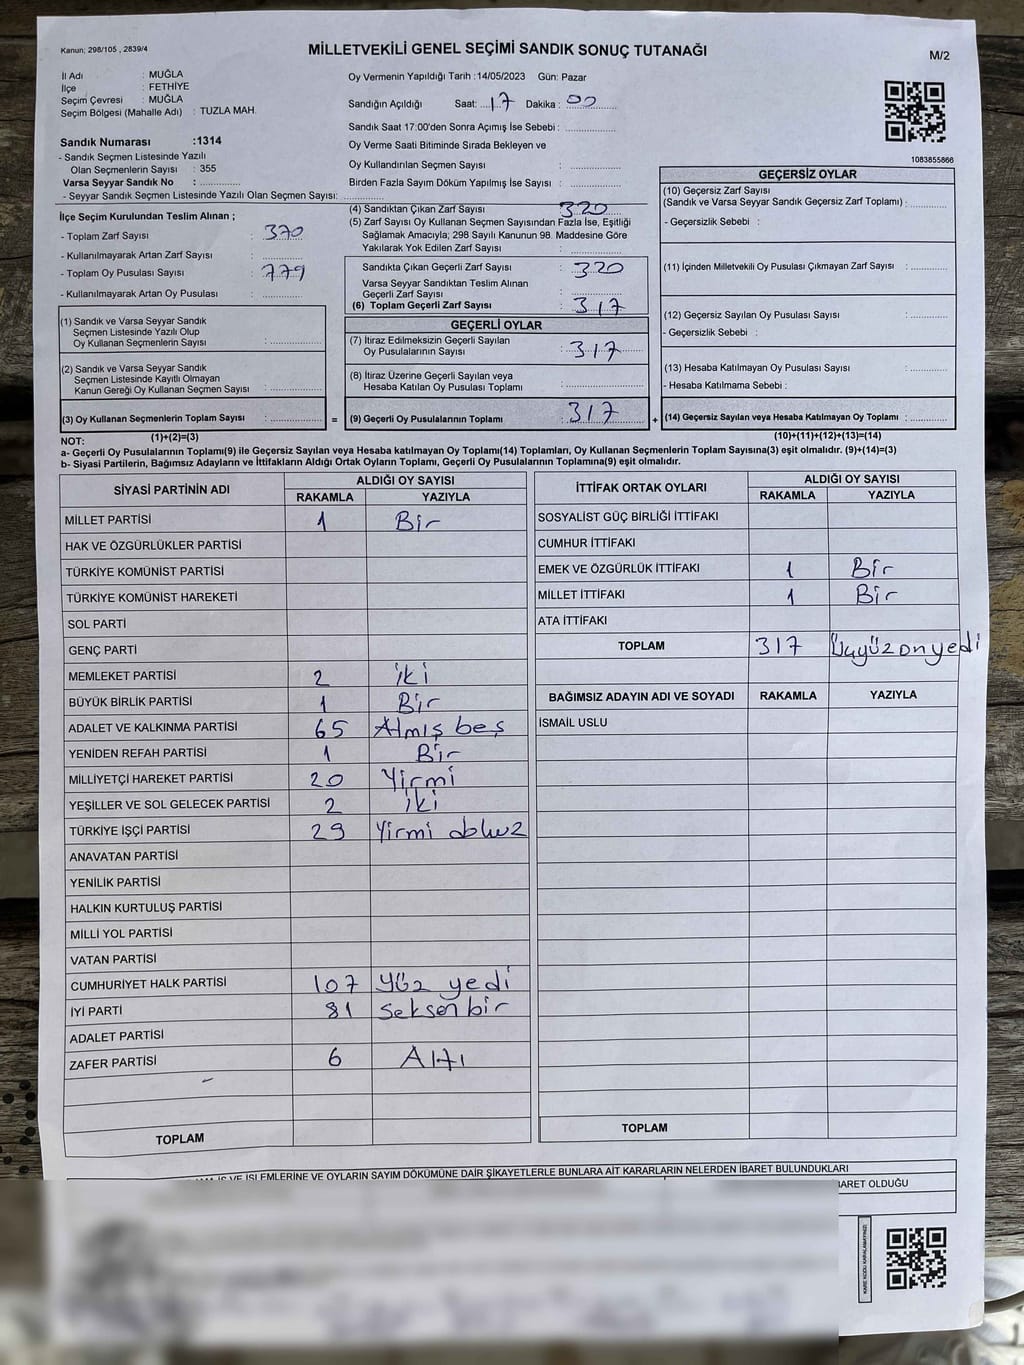 Kanun: 298/105 , 2839/4
MİLLETVEKİLİ GENEL SEÇİMİ SANDIK SONUÇ TUTANAĞI
M/2
İl Adı : MUĞLA
İlçe : FETHİYE
Seçim Çevresi : MUĞLA
Seçim Bölgesi (Mahalle Adı) : TUZLA MAH.
Sandık Numarası :1314
- Sandık Seçmen Listesinde Yazılı
Olan Seçmenlerin Sayısı : 355
Varsa Seyyar Sandık No :
- Seyyar Sandık Seçmen Listesinde Yazılı Olan Seçmen Sayısı:
Oy Vermenin Yapıldığı Tarih :14/05/2023 Gün: Pazar
Sandığın Açıldığı Saat: 17 Dakika : 00
Sandık Saat 17:00'den Sonra Açımış İse Sebebi :
Oy Verme Saati Bitiminde Sırada Bekleyen ve
Oy Kullandırılan Seçmen Sayısı :
Birden Fazla Sayım Döküm Yapılmış İse Sayısı :
1083855866
İlçe Seçim Kurulundan Teslim Alınan ;
- Toplam Zarf Sayısı : 370
- Kullanılmayarak Artan Zarf Sayısı :
- Toplam Oy Pusulası Sayısı : 779
- Kullanılmayarak Artan Oy Pusulası :
(1) Sandık ve Varsa Seyyar Sandık
Seçmen Listesinde Yazılı Olup
Oy Kullanan Seçmenlerin Sayısı :
(2) Sandık ve Varsa Seyyar Sandık
Seçmen Listesinde Kayıtlı Olmayan
Kanun Gereği Oy Kullanan Seçmen Sayısı :
(3) Oy Kullanan Seçmenlerin Toplam Sayısı :
(1)+(2)=(3)
(4) Sandıktan Çıkan Zarf Sayısı : 320
(5) Zarf Sayısı Oy Kullanan Seçmen Sayısından Fazla İse, Eşitliği
Sağlamak Amacıyla; 298 Sayılı Kanunun 98. Maddesine Göre
Yakılarak Yok Edilen Zarf Sayısı :
Sandıkta Çıkan Geçerli Zarf Sayısı : 320
Varsa Seyyar Sandıktan Teslim Alınan
Geçerli Zarf Sayısı :
(6) Toplam Geçerli Zarf Sayısı : 317
GEÇERLİ OYLAR
(7) İtiraz Edilmeksizin Geçerli Sayılan
Oy Pusulalarının Sayısı : 317
(8) İtiraz Üzerine Geçerli Sayılan veya
Hesaba Katılan Oy Pusulası Toplamı :
= (9) Geçerli Oy Pusulalarının Toplamı : 317 +
GEÇERSİZ OYLAR
(10) Geçersiz Zarf Sayısı
(Sandık ve Varsa Seyyar Sandık Geçersiz Zarf Toplamı) :
- Geçersizlik Sebebi :
(11) İçinden Milletvekili Oy Pusulası Çıkmayan Zarf Sayısı :
(12) Geçersiz Sayılan Oy Pusulası Sayısı :
- Geçersizlik Sebebi :
(13) Hesaba Katılmayan Oy Pusulası Sayısı :
- Hesaba Katılmama Sebebi :
(14) Geçersiz Sayılan veya Hesaba Katılmayan Oy Toplamı :
(10)+(11)+(12)+(13)=(14)
NOT:
a- Geçerli Oy Pusulalarının Toplamı(9) ile Geçersiz Sayılan veya Hesaba katılmayan Oy Toplamı(14) Toplamları, Oy Kullanan Seçmenlerin Toplam Sayısına(3) eşit olmalıdır. (9)+(14)=(3)
b- Siyasi Partilerin, Bağımsız Adayların ve İttifakların Aldığı Ortak Oyların Toplamı, Geçerli Oy Pusulalarının Toplamına(9) eşit olmalıdır.
SİYASİ PARTİNİN ADI ALDIĞI OY SAYISI
RAKAMLA YAZIYLA
MİLLET PARTİSİ 1 Bir
HAK VE ÖZGÜRLÜKLER PARTİSİ
TÜRKİYE KOMÜNİST PARTİSİ
TÜRKİYE KOMÜNİST HAREKETİ
SOL PARTİ
GENÇ PARTİ
MEMLEKET PARTİSİ 2 iki
BÜYÜK BİRLİK PARTİSİ 1 Bir
ADALET VE KALKINMA PARTİSİ 65 Atmış beş
YENİDEN REFAH PARTİSİ 1 Bir
MİLLİYETÇİ HAREKET PARTİSİ 20 Yirmi
YEŞİLLER VE SOL GELECEK PARTİSİ 2 iki
TÜRKİYE İŞÇİ PARTİSİ 29 Yirmi dokuz
ANAVATAN PARTİSİ
YENİLİK PARTİSİ
HALKIN KURTULUŞ PARTİSİ
MİLLİ YOL PARTİSİ
VATAN PARTİSİ
CUMHURİYET HALK PARTİSİ 107 Yüz yedi
İYİ PARTİ 81 Seksen bir
ADALET PARTİSİ
ZAFER PARTİSİ 6 Altı
TOPLAM
İTTİFAK ORTAK OYLARI ALDIĞI OY SAYISI
RAKAMLA YAZIYLA
SOSYALİST GÜÇ BİRLİĞİ İTTİFAKI
CUMHUR İTTİFAKI
EMEK VE ÖZGÜRLÜK İTTİFAKI 1 Bir
MİLLET İTTİFAKI 1 Bir
ATA İTTİFAKI
TOPLAM 317 Üçyüz onyedi
BAĞIMSIZ ADAYIN ADI VE SOYADI RAKAMLA YAZIYLA
İSMAİL USLU
TOPLAM
İŞLEMLERİNE VE OYLARIN SAYIM DÖKÜMÜNE DAİR ŞİKAYETLERLE BUNLARA AİT KARARLARIN NELERDEN İBARET BULUNDUKLARI
İBARET OLDUĞU
KARE KODU KARALAMAYINIZ!